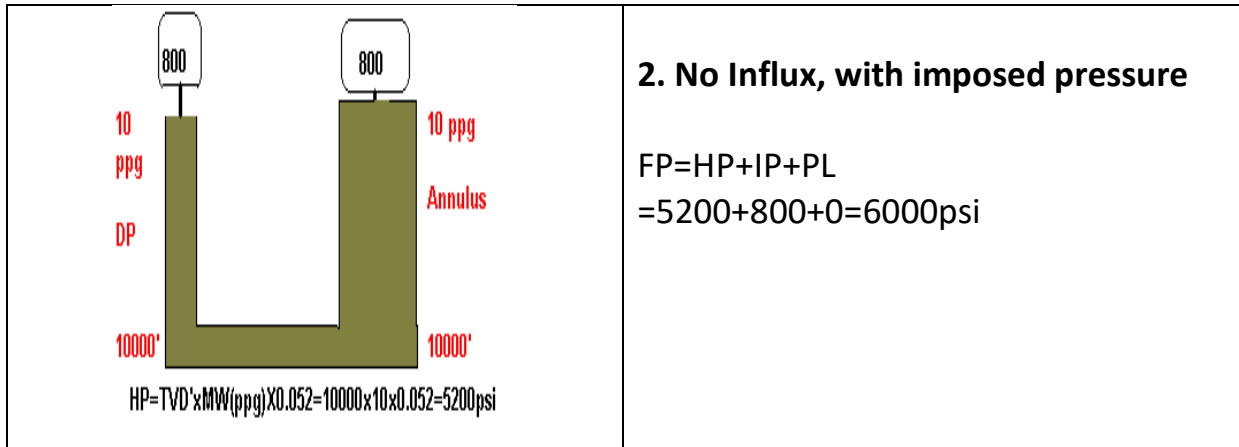 800
800
10
ppg
DP
10 ppg
Annulus
10000'
10000'
HP=TVD'xMW(ppg)X0.052=10000x10x0.052=5200psi
2. No Influx, with imposed pressure
FP=HP+IP+PL
=5200+800+0=6000psi